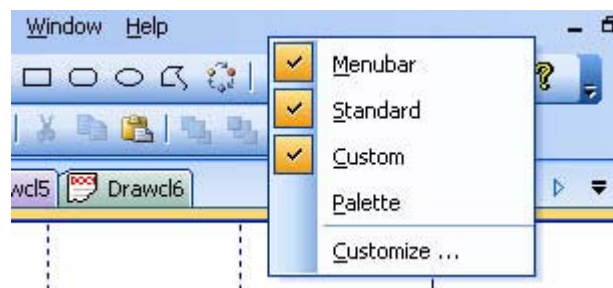 Window Help
Menubar
Standard
Custom
wcl5 Drawcl6
Palette
Customize ...